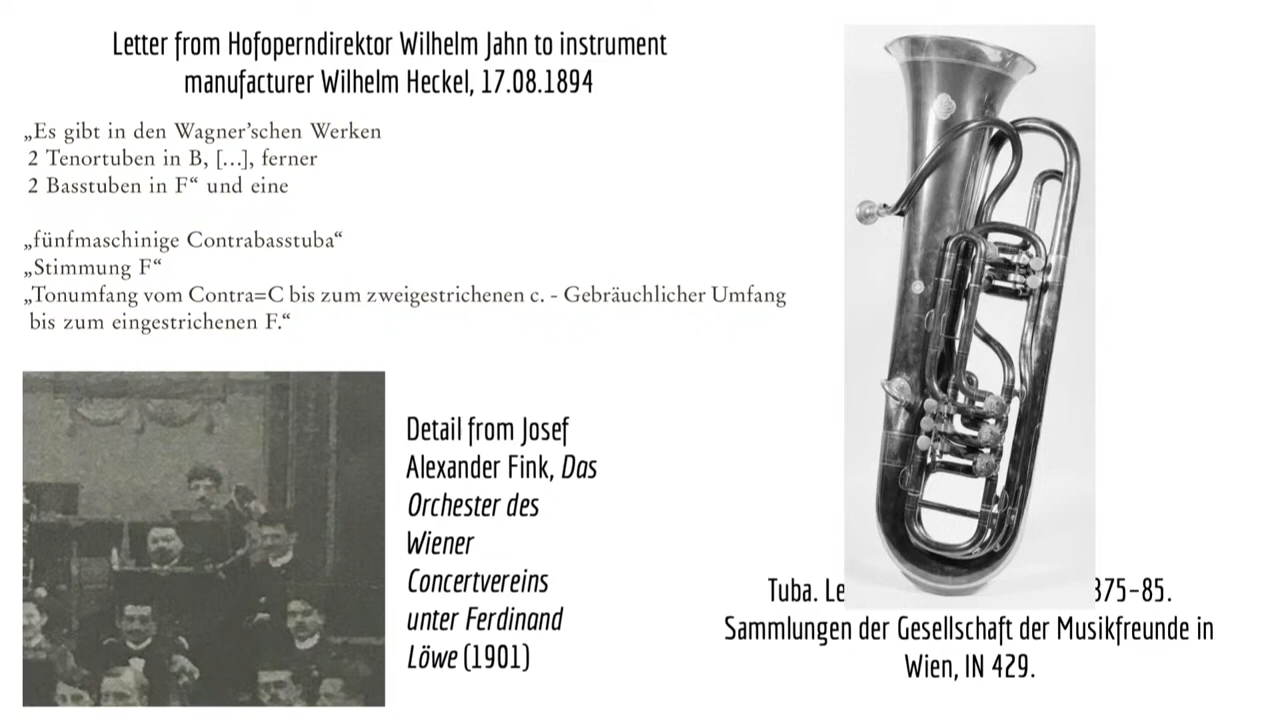 Letter from Hofoperndirektor Wilhelm Jahn to instrument
manufacturer Wilhelm Heckel, 17.08.1894
„Es gibt in den Wagner’schen Werken
2 Tenortuben in B, [...], ferner
2 Basstuben in F“ und eine
„fünfmaschinige Contrabasstuba“
„Stimmung F“
„Tonumfang vom Contra=C bis zum zweigestrichenen c. - Gebräuchlicher Umfang
bis zum eingestrichenen F.“
Detail from Josef
Alexander Fink, Das
Orchester des
Wiener
Concertvereins
unter Ferdinand
Löwe (1901)
Tuba. 75–85.
Sammlungen der Gesellschaft der Musikfreunde in
Wien, IN 429.